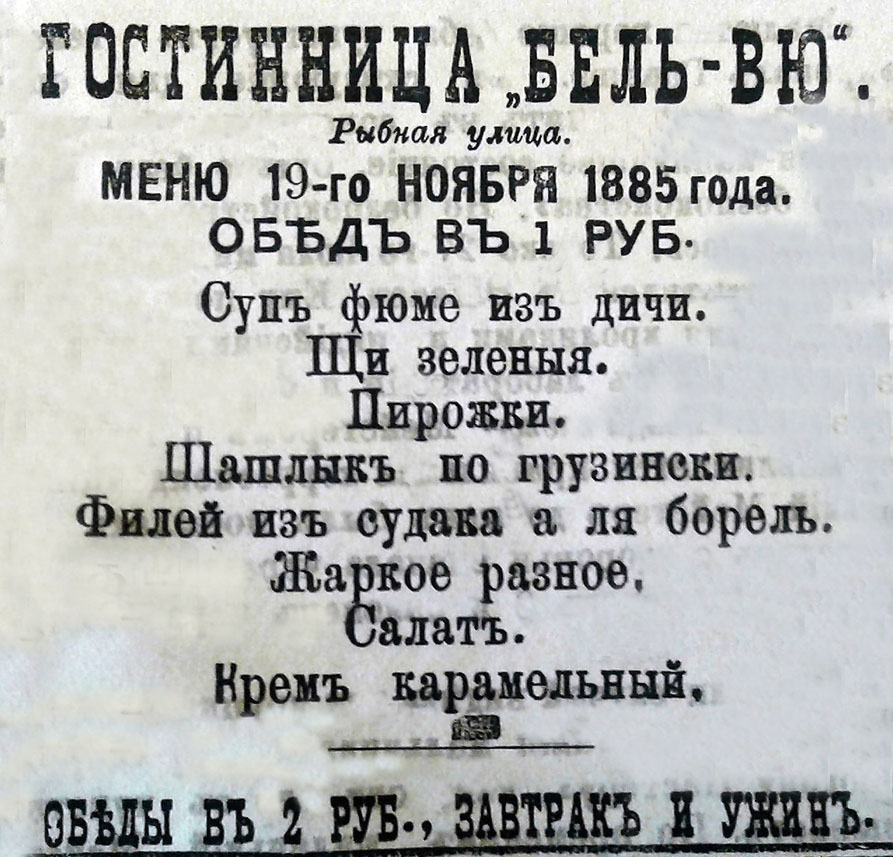 ГОСТИННИЦА „БЕЛЬ-ВЮ“.
Рыбная улица.
МЕНЮ 19-го НОЯБРЯ 1885 года.
ОБѢДЪ ВЪ 1 РУБ.
Супъ фюме изъ дичи.
Щи зеленыя.
Пирожки.
Шашлыкъ по грузински.
Филей изъ судака а ля борель.
Жаркое разное.
Салатъ.
Кремъ карамельный.
ОБѢДЫ ВЪ 2 РУБ., ЗАВТРАКЪ И УЖИНЪ.